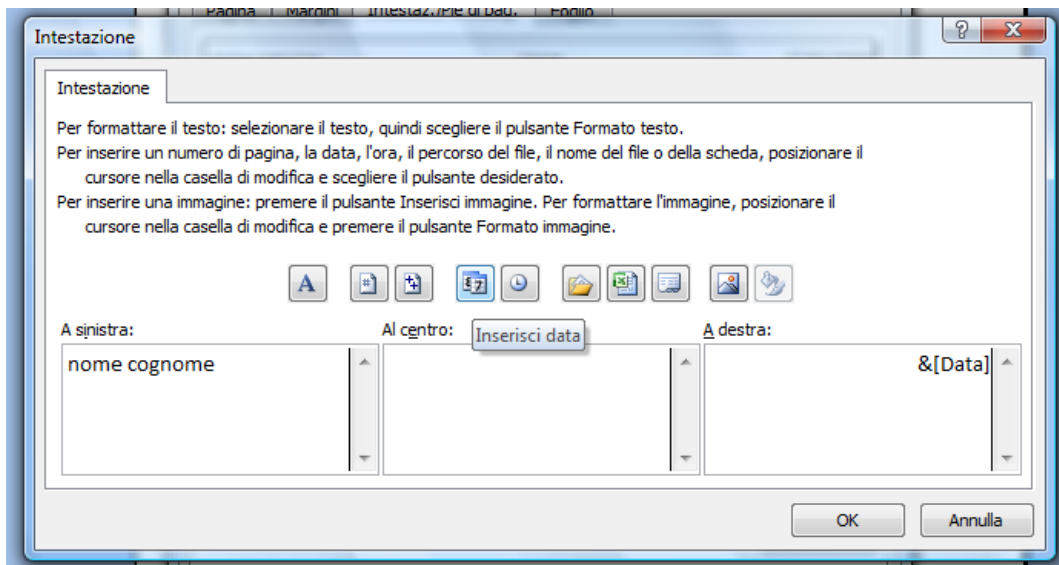 Pagina Margini Intestaz./Piè di pag. Foglio
Intestazione
Intestazione
Per formattare il testo: selezionare il testo, quindi scegliere il pulsante Formato testo.
Per inserire un numero di pagina, la data, l'ora, il percorso del file, il nome del file o della scheda, posizionare il
cursore nella casella di modifica e scegliere il pulsante desiderato.
Per inserire una immagine: premere il pulsante Inserisci immagine. Per formattare l'immagine, posizionare il
cursore nella casella di modifica e premere il pulsante Formato immagine.
A sinistra: Al centro: A destra:
Inserisci data
nome cognome &[Data]
OK Annulla